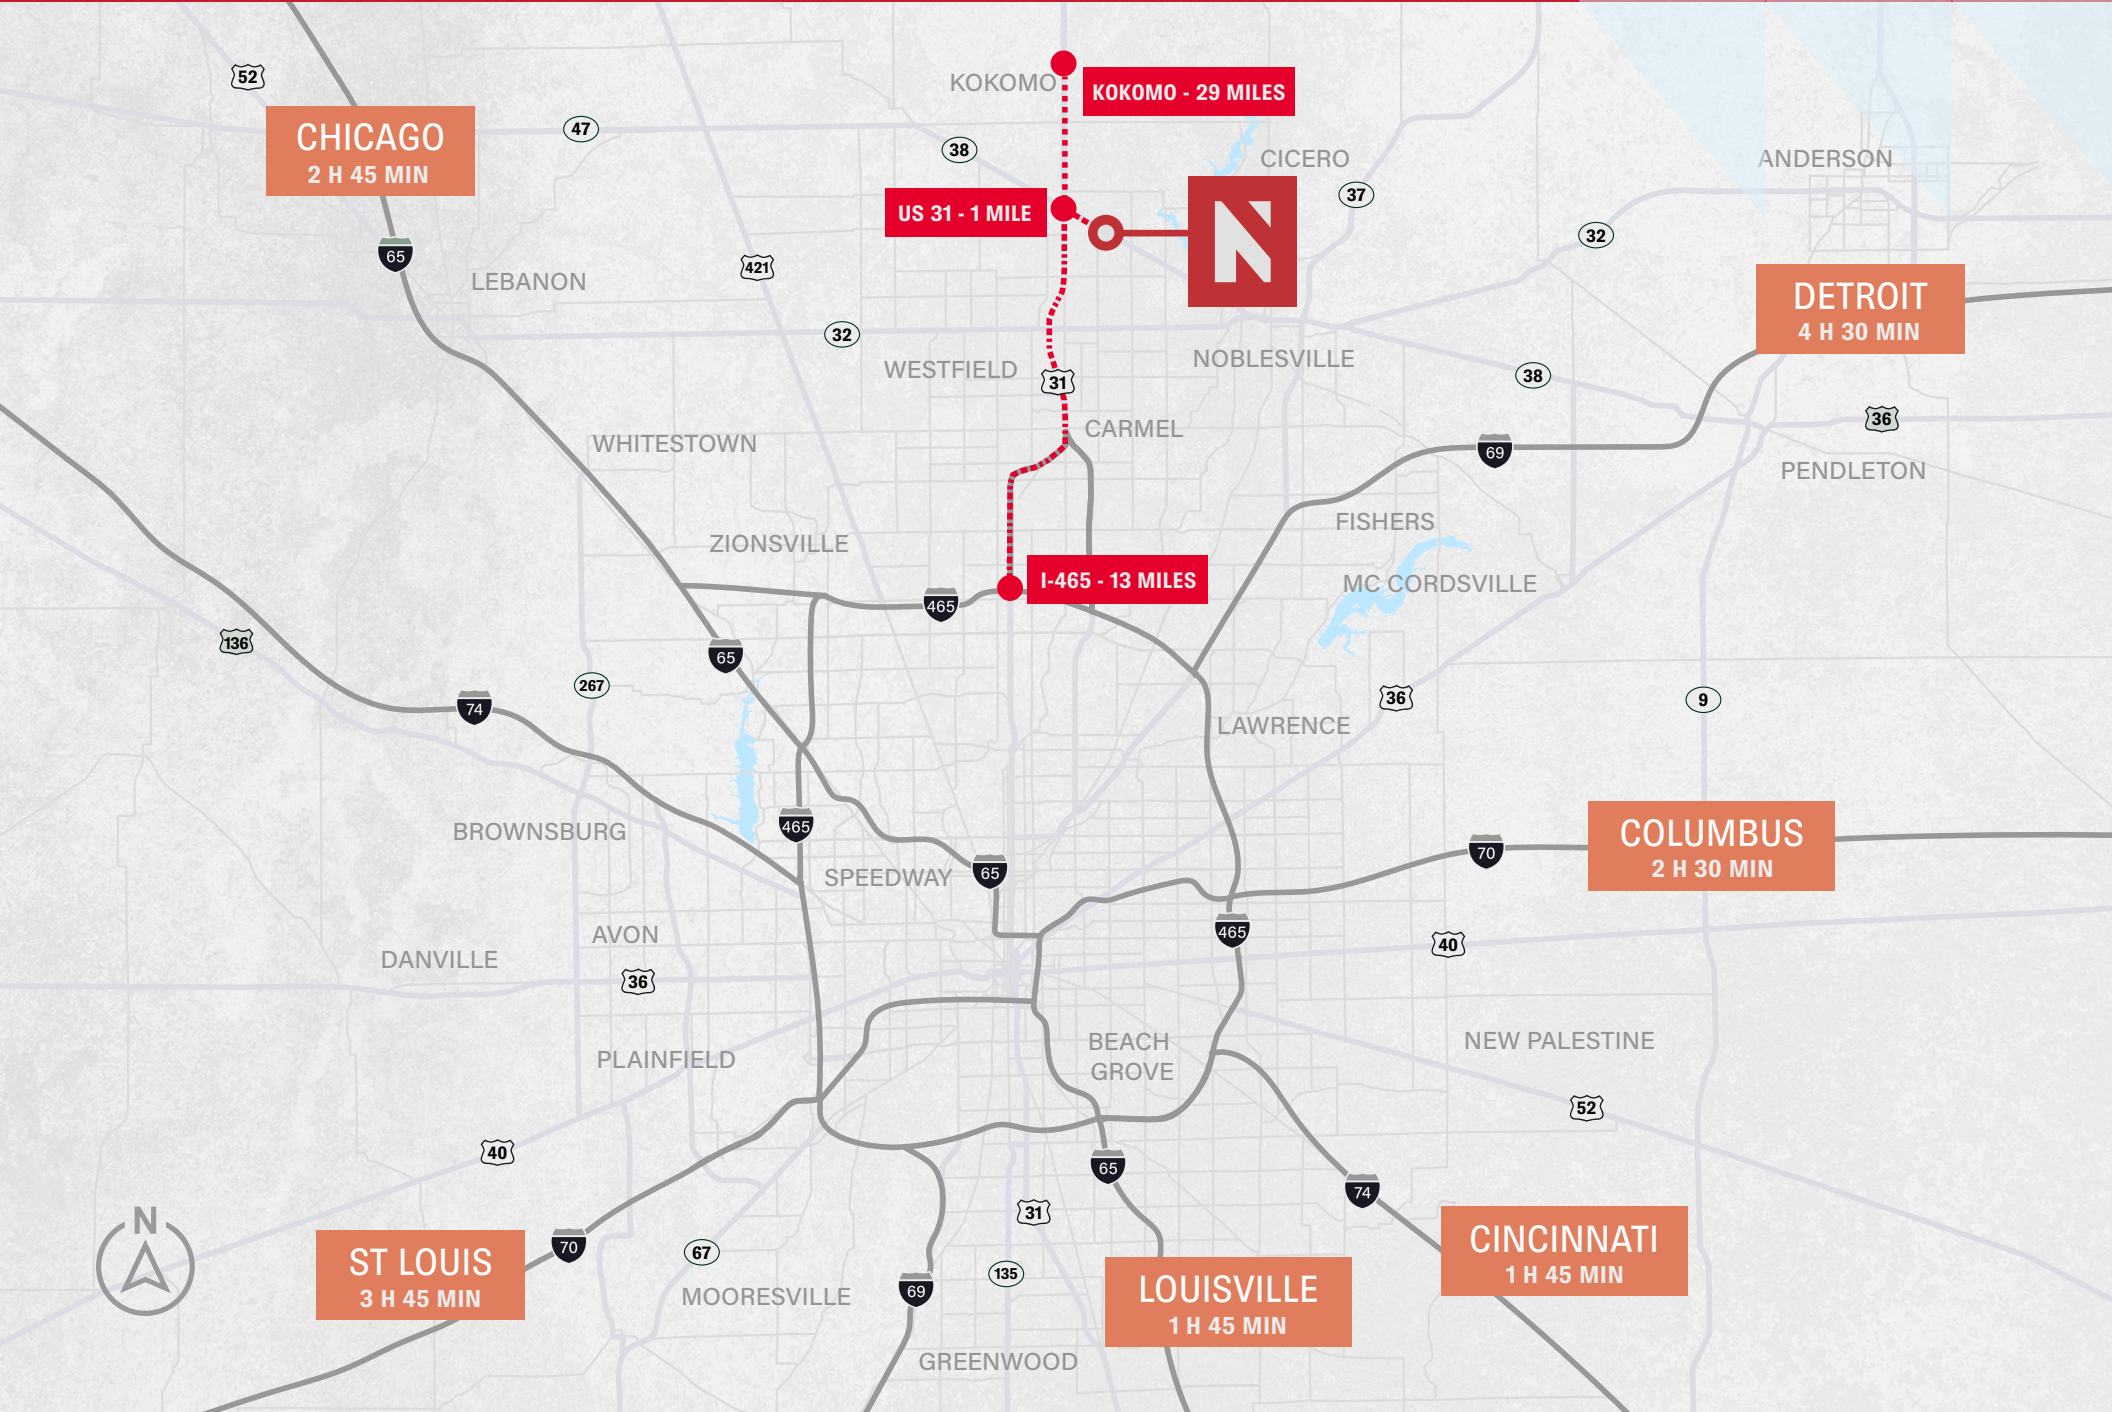 KOKOMO
52
KOKOMO - 29 MILES
CHICAGO
2 H 45 MIN
47
38
CICERO
ANDERSON
37
US 31 - 1 MILE
N
32
65
421
LEBANON
DETROIT
4 H 30 MIN
32
WESTFIELD
31
NOBLESVILLE
38
36
CARMEL
WHITESTOWN
69
PENDLETON
FISHERS
ZIONSVILLE
I-465 - 13 MILES
MC CORDSVILLE
465
136
65
267
36
9
74
LAWRENCE
465
BROWNSBURG
COLUMBUS
2 H 30 MIN
70
SPEEDWAY
65
465
AVON
40
DANVILLE
36
BEACH
GROVE
NEW PALESTINE
PLAINFIELD
52
40
65
74
N
31
ST LOUIS
3 H 45 MIN
70
67
CINCINNATI
1 H 45 MIN
135
69
MOORESVILLE
LOUISVILLE
1 H 45 MIN
GREENWOOD